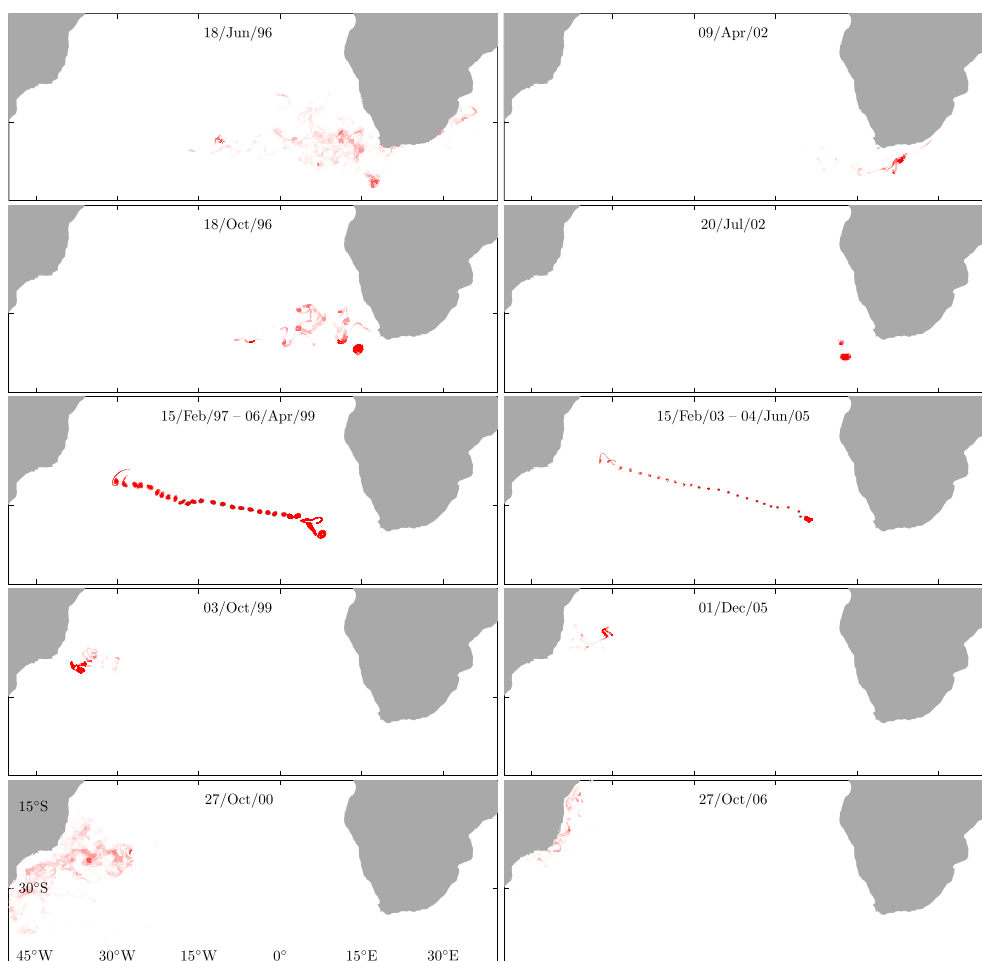 18/Jun/96
09/Apr/02
18/Oct/96
20/Jul/02
15/Feb/97 – 06/Apr/99
15/Feb/03 – 04/Jun/05
03/Oct/99
01/Dec/05
27/Oct/00
27/Oct/06
15°S
30°S
45°W 30°W 15°W 0° 15°E 30°E